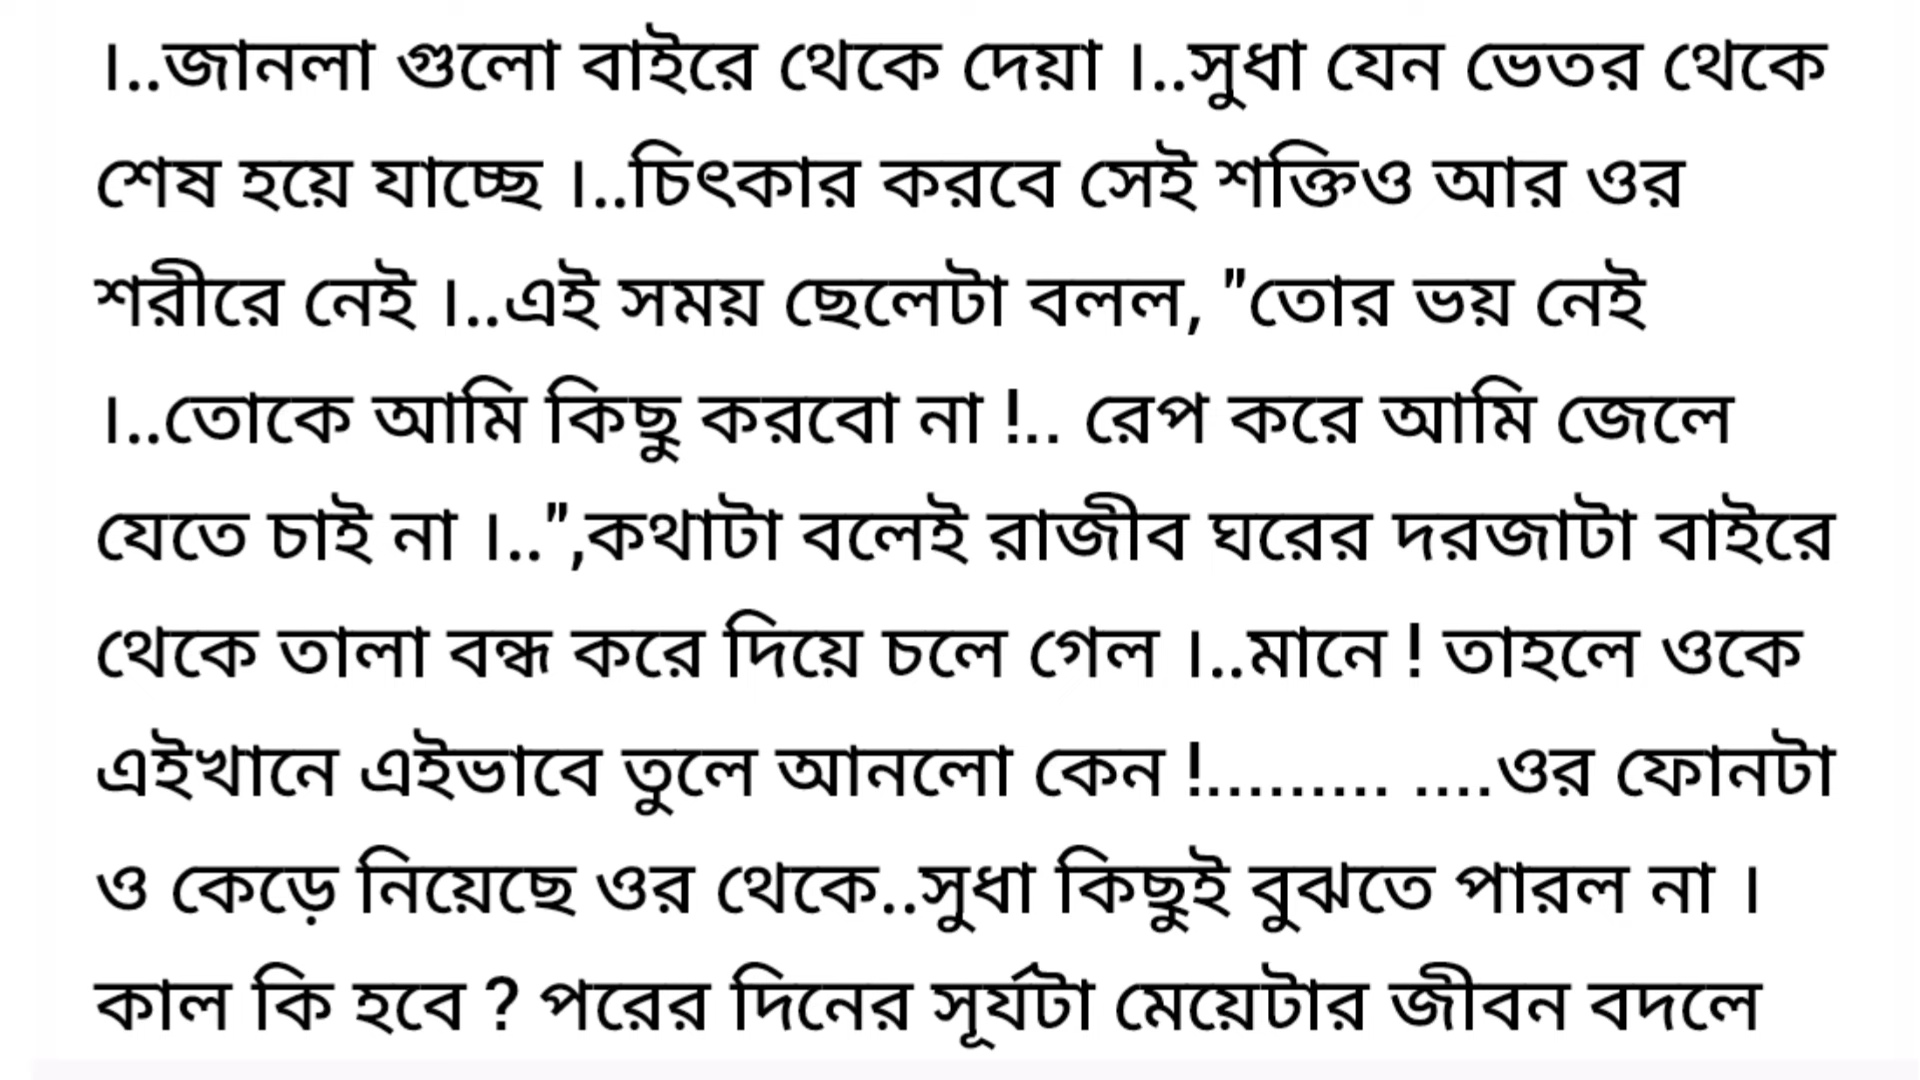 ।..জানলা গুলো বাইরে থেকে দেয়া ।..সুধা যেন ভেতর থেকে
শেষ হয়ে যাচ্ছে ।..চিৎকার করবে সেই শক্তিও আর ওর
শরীরে নেই ।..এই সময় ছেলেটা বলল, "তোর ভয় নেই
।..তোকে আমি কিছু করবো না !.. রেপ করে আমি জেলে
যেতে চাই না ।..",কথাটা বলেই রাজীব ঘরের দরজাটা বাইরে
থেকে তালা বন্ধ করে দিয়ে চলে গেল ।..মানে ! তাহলে ওকে
এইখানে এইভাবে তুলে আনলো কেন !......... ....ওর ফোনটা
ও কেড়ে নিয়েছে ওর থেকে..সুধা কিছুই বুঝতে পারল না ।
কাল কি হবে ? পরের দিনের সূর্যটা মেয়েটার জীবন বদলে